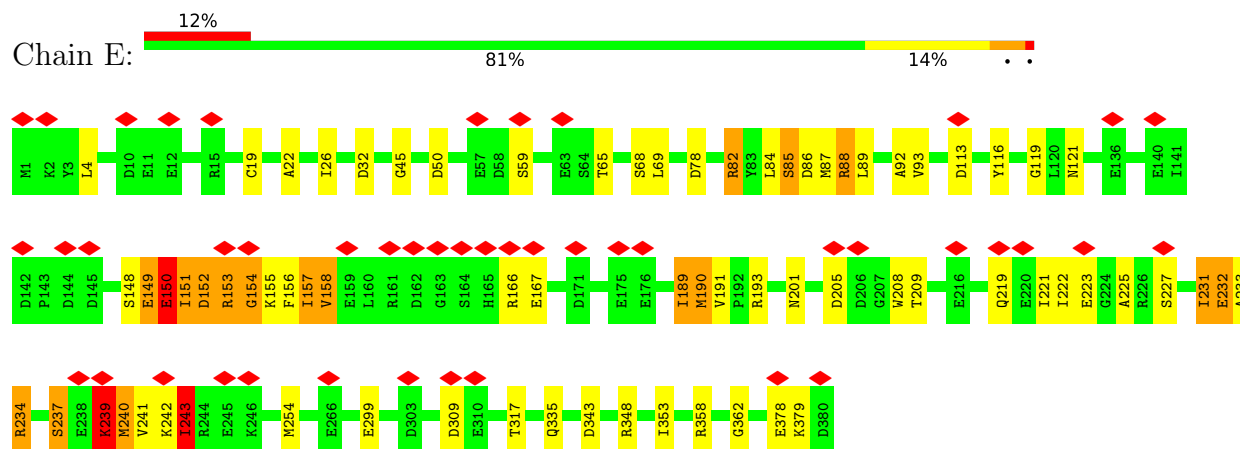 12%
Chain E:
81% 14% • •
M1 K2 Y3 L4 D10 E11 E12 R15 C19 A22 I26 D32 G45 D50 E57 D58 S59 E63 S64 T65 S68 L69 D78 R82 Y83 L84 S85 D86 M87 R88 L89 A92 V93 D113 Y116 G119 L120 N121 E136 E140 I141
D142 P143 D144 D145 S148 E149 E150 I151 D152 R153 G154 K155 F156 I157 V158 E159 L160 R161 D162 G163 S164 H165 R166 E167 D171 E175 E176 I189 M190 V191 P192 R193 N201 D205 D206 G207 W208 T209 E216 Q219 E220 I221 I222 E223 G224 A225 R226 S227 I231 E232 A233
R234 S237 E238 K239 M240 V241 K242 I243 R244 E245 K246 M254 E266 E299 D303 D309 E310 T317 Q335 D343 R348 I353 R358 G362 E378 K379 D380